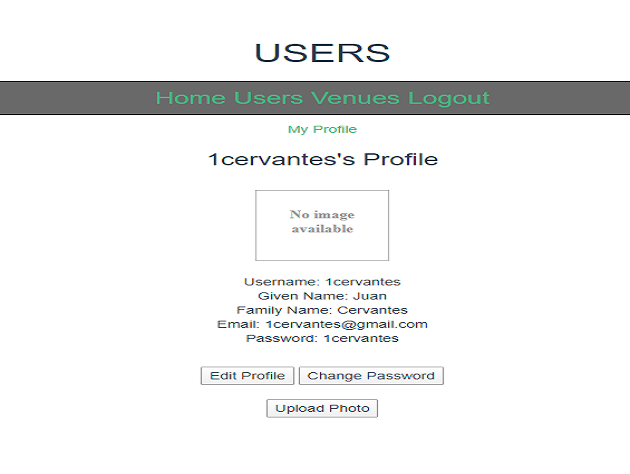 USERS
Home Users Venues Logout
My Profile
1cervantes's Profile
No image
available
Username: 1cervantes
Given Name: Juan
Family Name: Cervantes
Email: 1cervantes@gmail.com
Password: 1cervantes
Edit Profile Change Password
Upload Photo